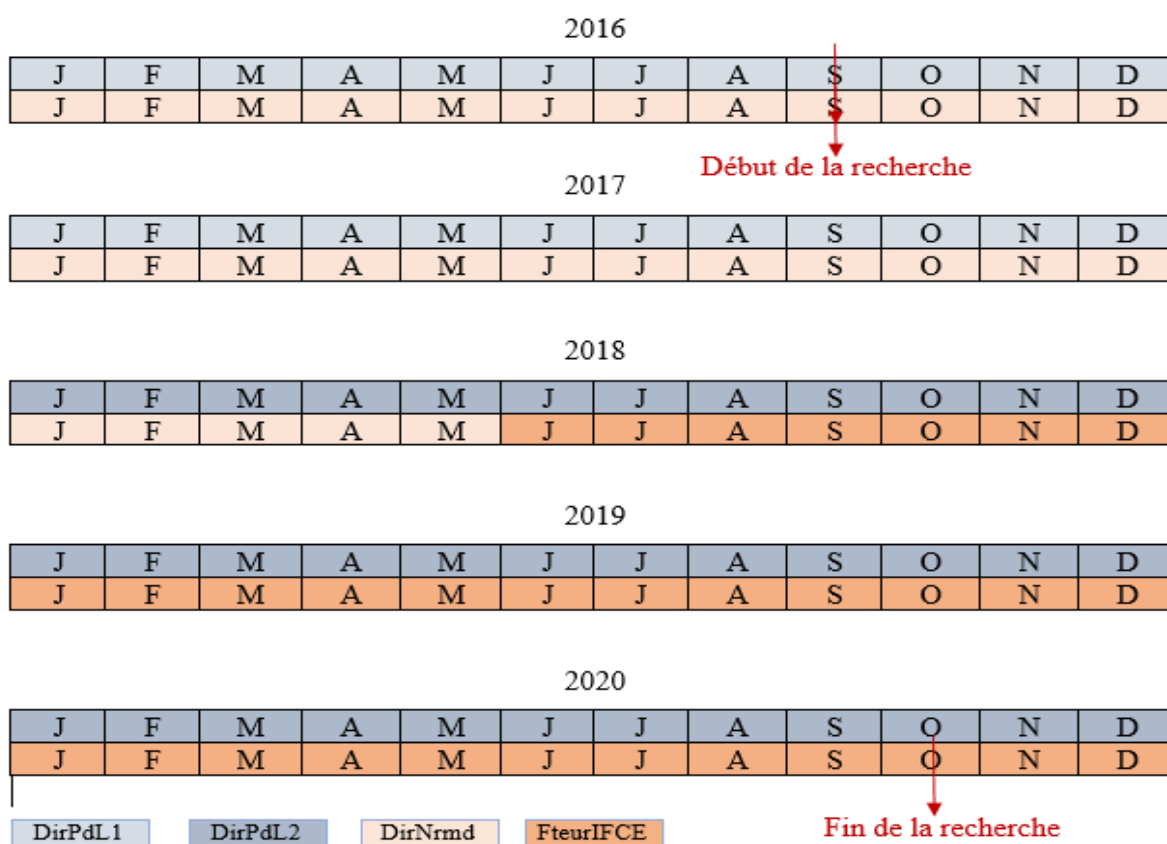 2016
J F M A M J J A S O N D
J F M A M J J A S O N D
Début de la recherche
2017
J F M A M J J A S O N D
J F M A M J J A S O N D
2018
J F M A M J J A S O N D
J F M A M J J A S O N D
2019
J F M A M J J A S O N D
J F M A M J J A S O N D
2020
J F M A M J J A S O N D
J F M A M J J A S O N D
DirPdL1 DirPdL2 DirNrmd FteurIFCE Fin de la recherche